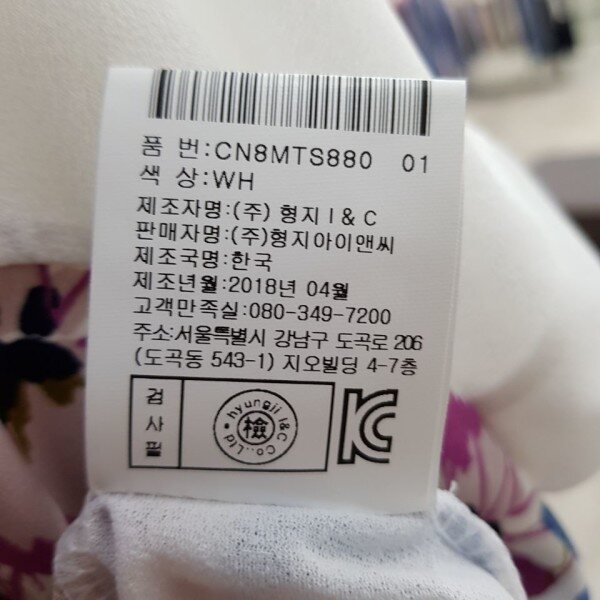 품 번:CN8MTS880 01
색 상:WH
제조자명:(주) 형지 I & C
판매자명:(주)형지아이앤씨
제조국명:한국
제조년월:2018년 04월
고객만족실:080-349-7200
주소:서울특별시 강남구 도곡로 206
(도곡동 543-1) 지오빌딩 4-7층
검사필
hyungji I&C Co.,Ltd.
檢
KC